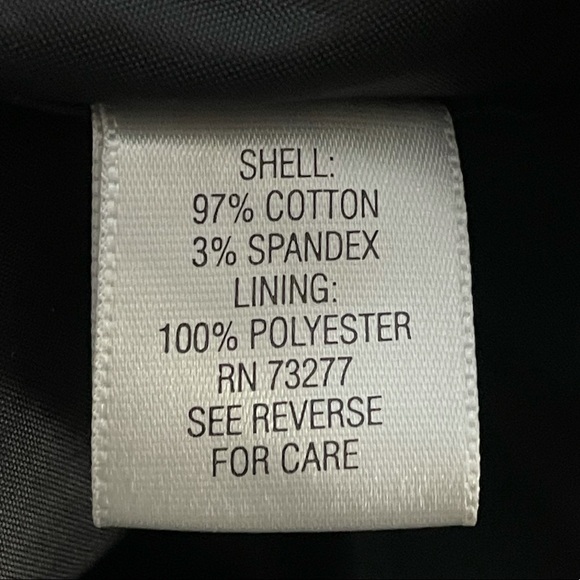 SHELL:
97% COTTON
3% SPANDEX
LINING:
100% POLYESTER
RN 73277
SEE REVERSE
FOR CARE